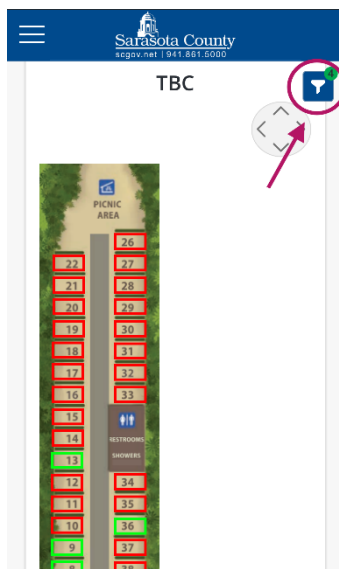 Sarasota County
scgov.net | 941.861.5000
TBC
4
PICNIC
AREA
26
22 27
21 28
20 29
19 30
18 31
17 32
16 33
15
14 RESTROOMS
13 SHOWERS
12 34
11 35
10 36
9 37
8 38